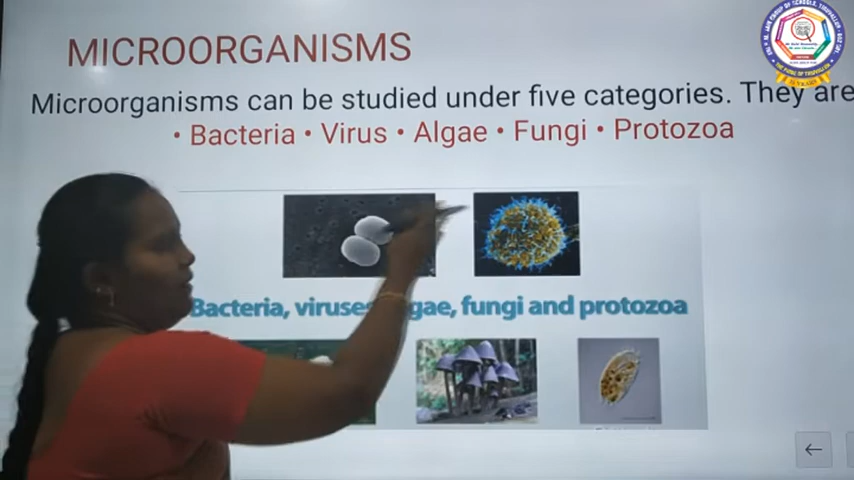 MICROORGANISMS
Microorganisms can be studied under five categories. They are
• Bacteria • Virus • Algae • Fungi • Protozoa
Bacteria, viruses gae, fungi and protozoa